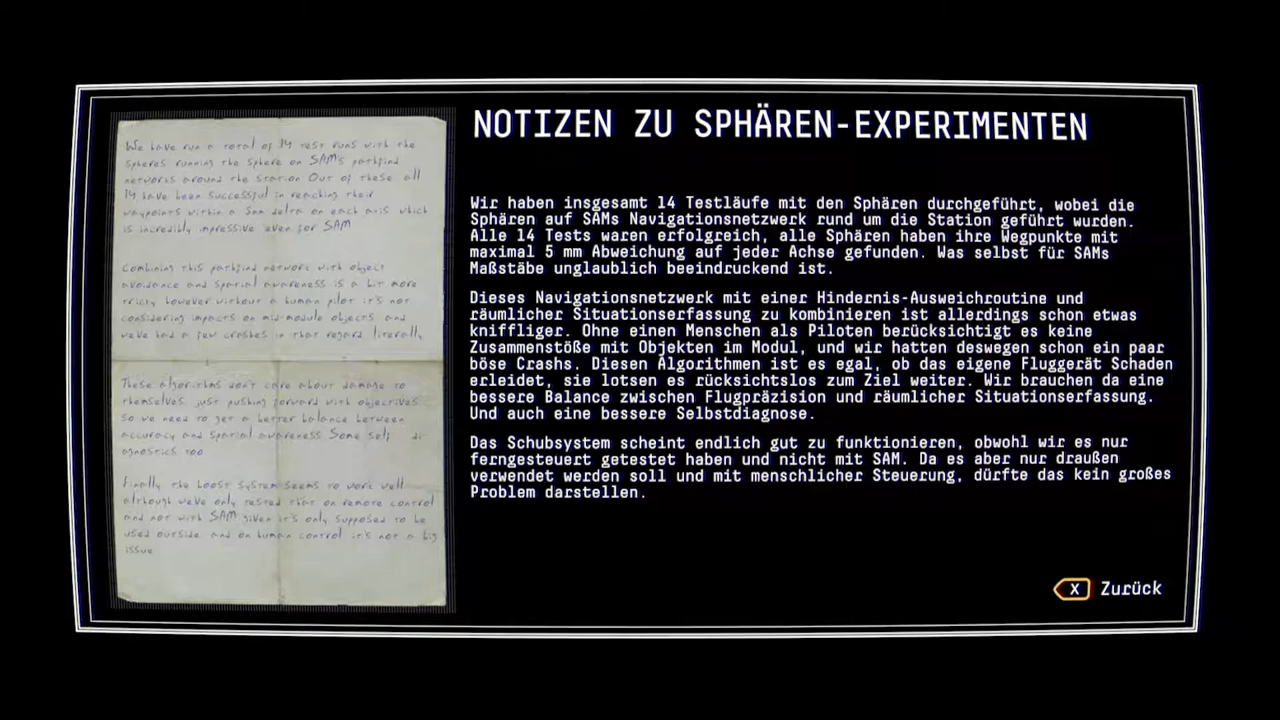 We have run a total of 14 test runs with the
spheres running the sphere on SAM's pathfind
networks around the station Out of these all
14 have been successful in reaching their
waypoints within a 5mm delta on each axis which
is incredibly impressive even for SAM
Combining this pathfind network with object
avoidance and spatial awareness is a bit more
tricky however without a human pilot it's not
considering impacts on mid-module objects and
we've had a few crashes in that regard literally
These algorithms don't care about damage to
themselves, just pushing forward with objectives
so we need to get a better balance between
accuracy and spatial awareness Some self di-
agnostics too
Finally the boost system seems to work well
although we've only tested that on remote control
and not with SAM given it's only supposed to be
used outside and on human control it's not a big
issue
NOTIZEN ZU SPHÄREN-EXPERIMENTEN
Wir haben insgesamt 14 Testläufe mit den Sphären durchgeführt, wobei die
Sphären auf SAMs Navigationsnetzwerk rund um die Station geführt wurden.
Alle 14 Tests waren erfolgreich, alle Sphären haben ihre Wegpunkte mit
maximal 5 mm Abweichung auf jeder Achse gefunden. Was selbst für SAMs
Maßstäbe unglaublich beeindruckend ist.
Dieses Navigationsnetzwerk mit einer Hindernis-Ausweichroutine und
räumlicher Situationserfassung zu kombinieren ist allerdings schon etwas
kniffliger. Ohne einen Menschen als Piloten berücksichtigt es keine
Zusammenstöße mit Objekten im Modul, und wir hatten deswegen schon ein paar
böse Crashs. Diesen Algorithmen ist es egal, ob das eigene Fluggerät Schaden
erleidet, sie lotsen es rücksichtslos zum Ziel weiter. Wir brauchen da eine
bessere Balance zwischen Flugpräzision und räumlicher Situationserfassung.
Und auch eine bessere Selbstdiagnose.
Das Schubsystem scheint endlich gut zu funktionieren, obwohl wir es nur
ferngesteuert getestet haben und nicht mit SAM. Da es aber nur draußen
verwendet werden soll und mit menschlicher Steuerung, dürfte das kein großes
Problem darstellen.
X Zurück